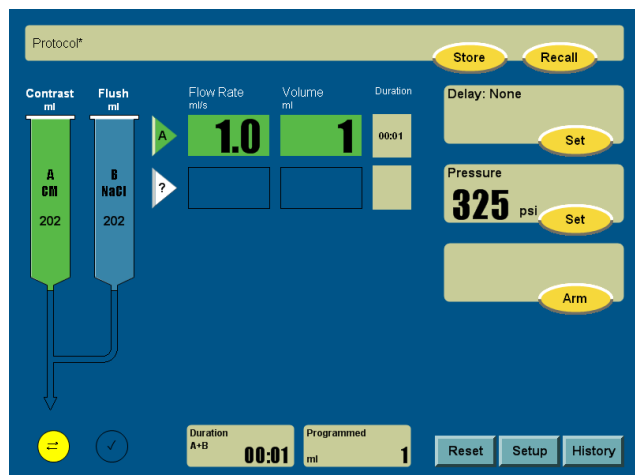 Protocol*
Store
Recall
Contrast
ml
Flush
ml
Flow Rate
ml/s
Volume
ml
Duration
Delay: None
Set
A
1.0
1
00:01
A
CM
202
B
NaCl
202
?
Pressure
325 psi
Set
Arm
Duration
A+B
00:01
Programmed
ml
1
Reset
Setup
History